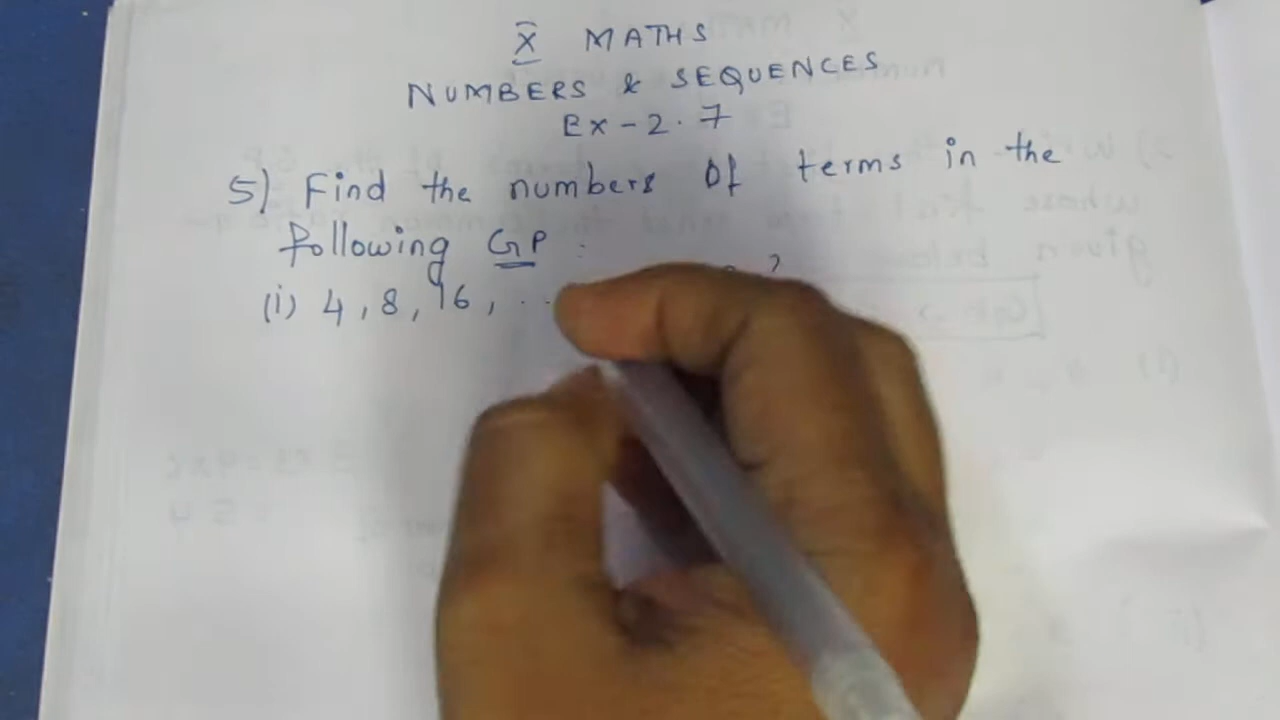 X MATHS
NUMBERS & SEQUENCES
Ex - 2.7
5) Find the numbers of terms in the
following GP :
(i) 4, 8, 16, ...